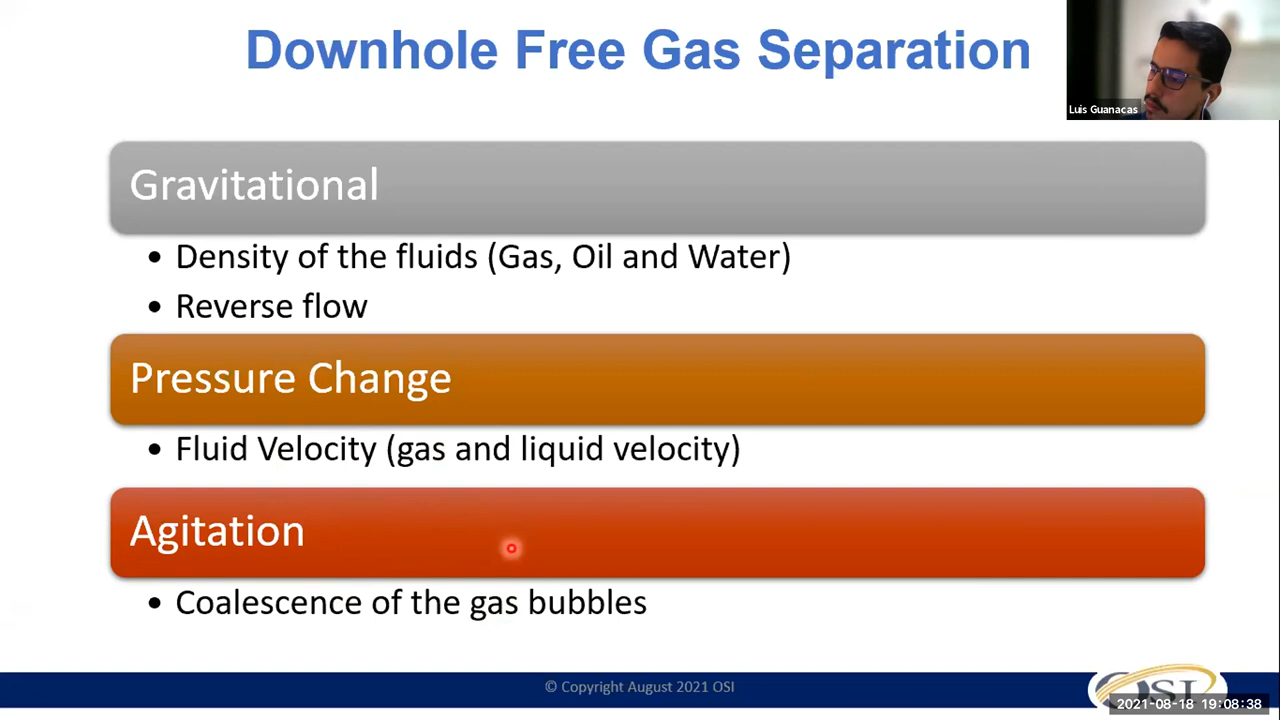 Downhole Free Gas Separation
Luis Guanacas
Gravitational
• Density of the fluids (Gas, Oil and Water)
• Reverse flow
Pressure Change
• Fluid Velocity (gas and liquid velocity)
Agitation
• Coalescence of the gas bubbles
© Copyright August 2021 OSI
OSI
2021-08-18 19:08:38